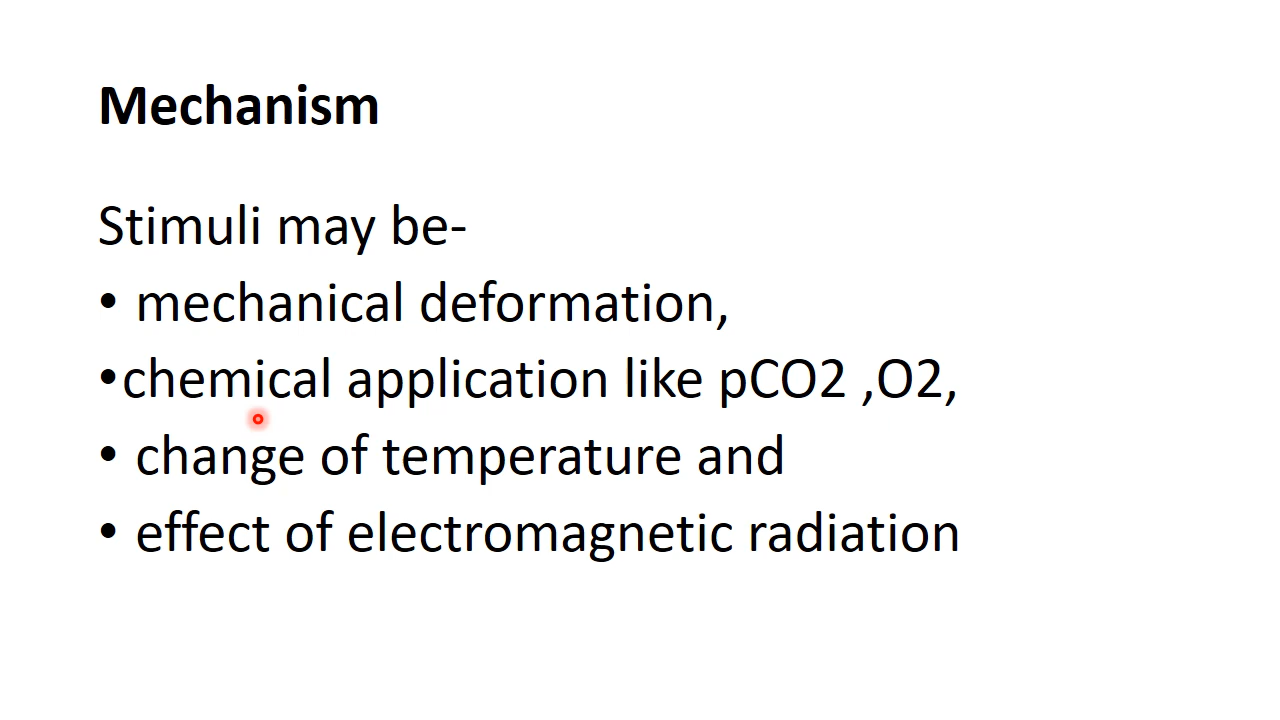 Mechanism
Stimuli may be-
• mechanical deformation,
•chemical application like pCO2 ,O2,
• change of temperature and
• effect of electromagnetic radiation